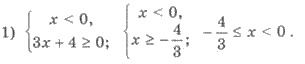 1) { x < 0, 3x + 4 ≥ 0; { x < 0, x ≥ -4/3; -4/3 ≤ x < 0.